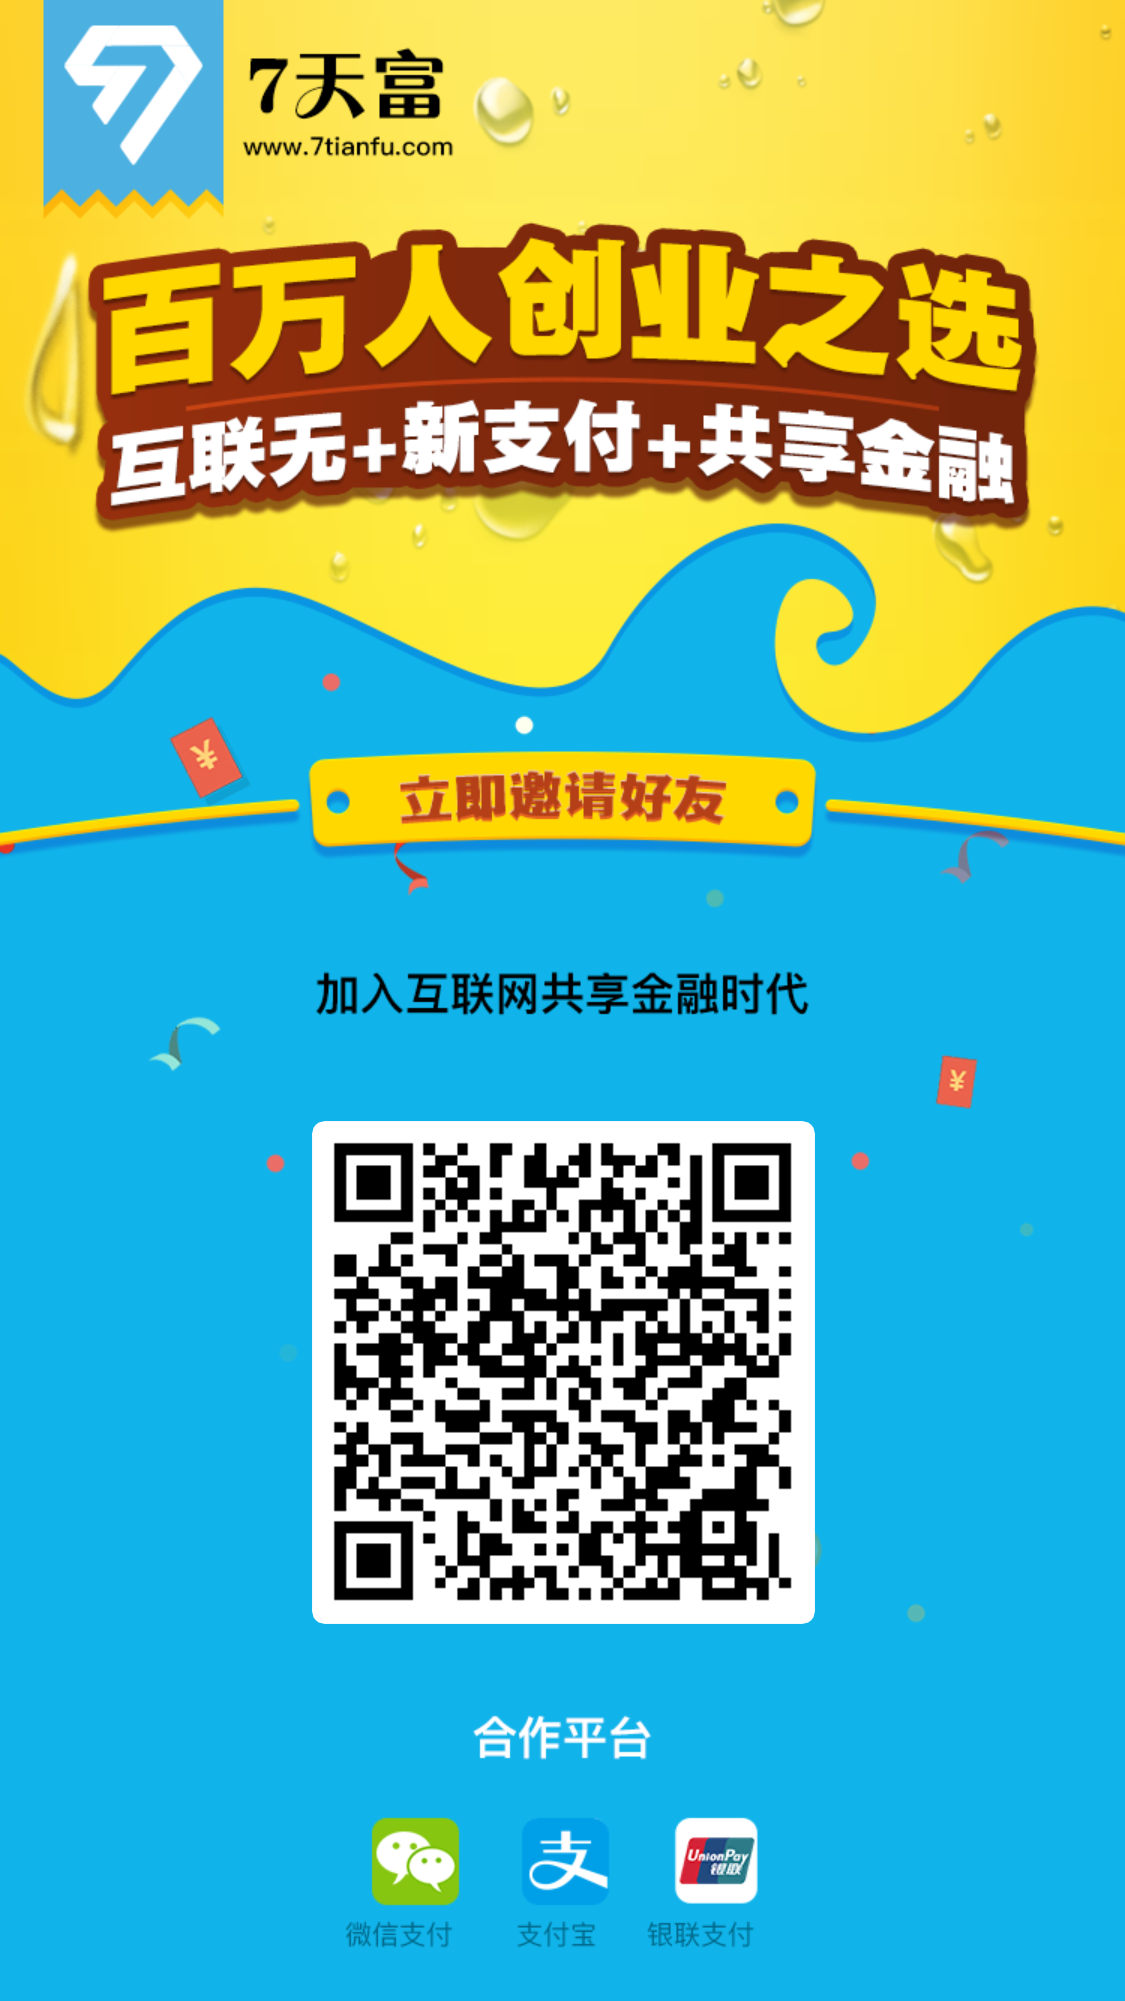 7天富
www.7tianfu.com
百万人创业之选
互联无+新支付+共享金融
¥
立即邀请好友
加入互联网共享金融时代
¥
合作平台
UnionPay
银联
微信支付 支付宝 银联支付